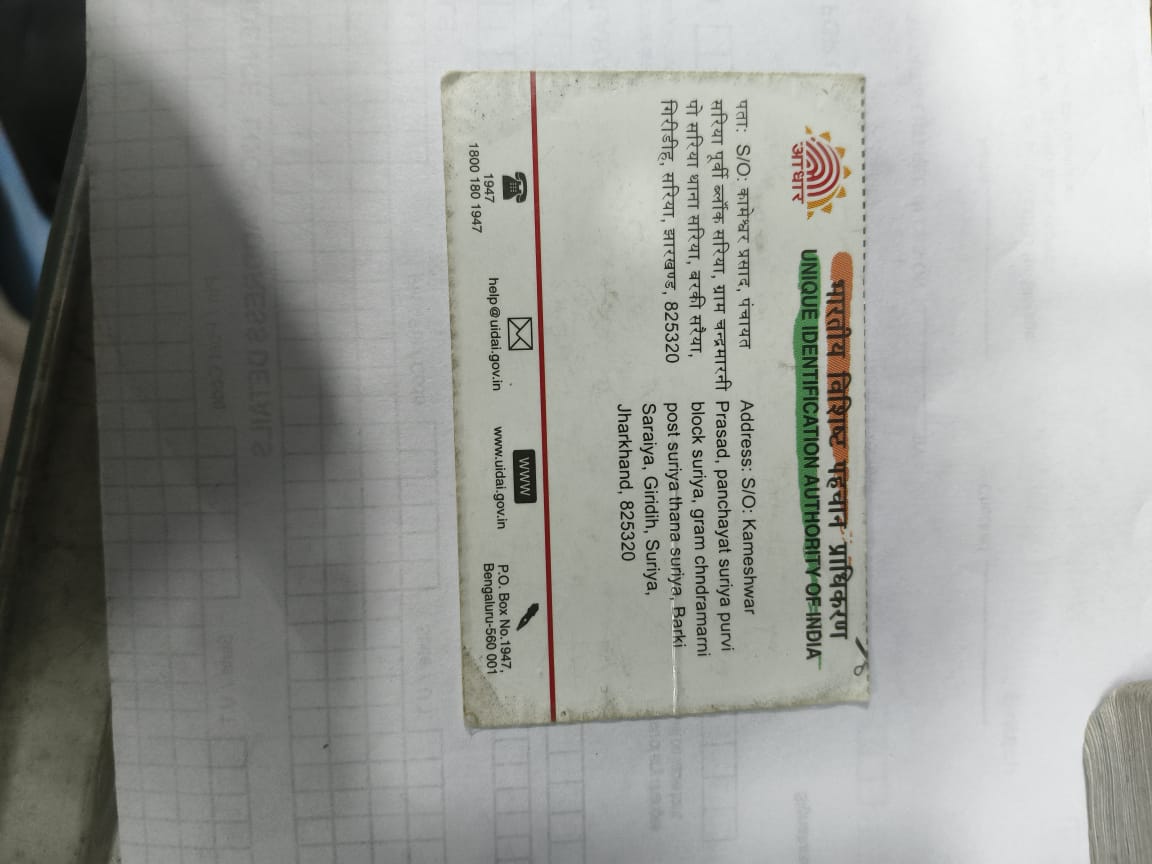 भारतीय विशिष्ट पहचान प्राधिकरण
UNIQUE IDENTIFICATION AUTHORITY OF INDIA
आधार
पता: S/O: कामेश्वर प्रसाद, पंचायत
सरिया पूर्वी ब्लॉक सरिया, ग्राम चन्द्रमारनी
पो सरिया थाना सरिया, बरकी सरैया,
गिरीडीह, सरिया, झारखण्ड, 825320
Address: S/O: Kameshwar
Prasad, panchayat suriya purvi
block suriya, gram chndramarni
post suriya thana suriya, Barki
Saraiya, Giridih, Suriya,
Jharkhand, 825320
1947
1800 180 1947
help@uidai.gov.in
WWW
www.uidai.gov.in
P.O. Box No.1947,
Bengaluru-560 001